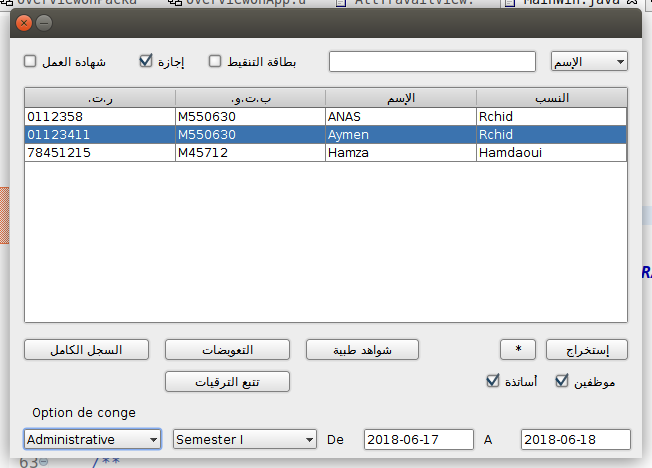 OverviewOnPacka OverviewOnApp.u AttTravailView. MainWin.java
شهادة العمل إجازة بطاقة التنقيط الإسم
ر.ت. ب.ت.و. الإسم النسب
0112358 M550630 ANAS Rchid
01123411 M550630 Aymen Rchid
78451215 M45712 Hamza Hamdaoui
السجل الكامل التعويضات شواهد طبية * إستخراج
تتبع الترقيات أساتذة موظفين
Option de conge
Administrative Semester I De 2018-06-17 A 2018-06-18
63 /**